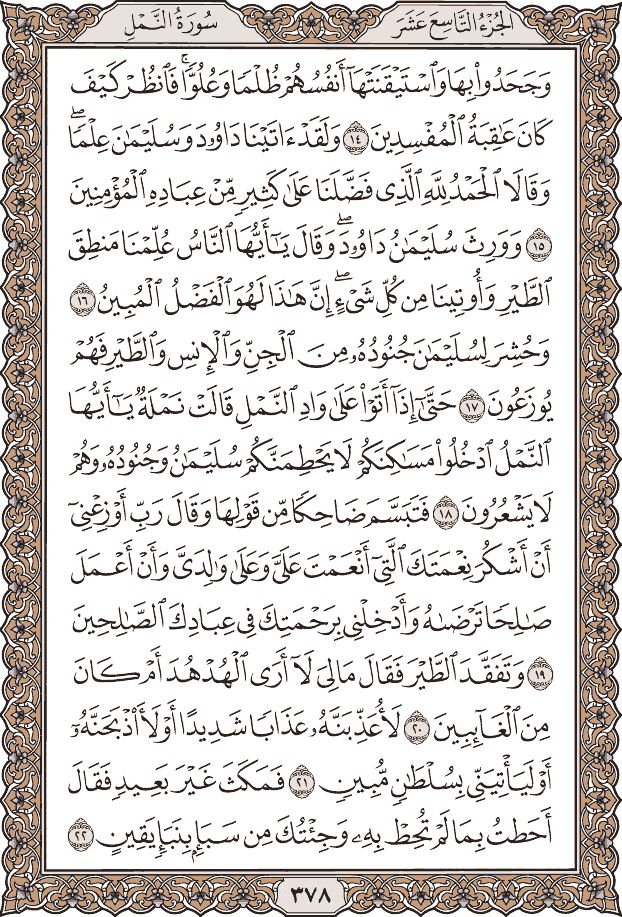 الجُزْءُ التَّاسِعَ عَشَرَ
سُورَةُ النَّمْلِ
وَجَحَدُوا۟ بِهَا وَٱسْتَيْقَنَتْهَآ أَنفُسُهُمْ ظُلْمًا وَعُلُوًّا ۚ فَٱنظُرْ كَيْفَ
كَانَ عَٰقِبَةُ ٱلْمُفْسِدِينَ ١٤ وَلَقَدْ ءَاتَيْنَا دَاوُۥدَ وَسُلَيْمَٰنَ عِلْمًا ۖ
وَقَالَا ٱلْحَمْدُ لِلَّهِ ٱلَّذِى فَضَّلَنَا عَلَىٰ كَثِيرٍ مِّنْ عِبَادِهِ ٱلْمُؤْمِنِينَ
١٥ وَوَرِثَ سُلَيْمَٰنُ دَاوُۥدَ ۖ وَقَالَ يَٰٓأَيُّهَا ٱلنَّاسُ عُلِّمْنَا مَنطِقَ
ٱلطَّيْرِ وَأُوتِينَا مِن كُلِّ شَىْءٍ ۖ إِنَّ هَٰذَا لَهُوَ ٱلْفَضْلُ ٱلْمُبِينُ ١٦
وَحُشِرَ لِسُلَيْمَٰنَ جُنُودُهُۥ مِنَ ٱلْجِنِّ وَٱلْإِنسِ وَٱلطَّيْرِ فَهُمْ
يُوزَعُونَ ١٧ حَتَّىٰٓ إِذَآ أَتَوْا۟ عَلَىٰ وَادِ ٱلنَّمْلِ قَالَتْ نَمْلَةٌ يَٰٓأَيُّهَا
ٱلنَّمْلُ ٱدْخُلُوا۟ مَسَٰكِنَكُمْ لَا يَحْطِمَنَّكُمْ سُلَيْمَٰنُ وَجُنُودُهُۥ وَهُمْ
لَا يَشْعُرُونَ ١٨ فَتَبَسَّمَ ضَاحِكًا مِّن قَوْلِهَا وَقَالَ رَبِّ أَوْزِعْنِىٓ
أَنْ أَشْكُرَ نِعْمَتَكَ ٱلَّتِىٓ أَنْعَمْتَ عَلَىَّ وَعَلَىٰ وَٰلِدَىَّ وَأَنْ أَعْمَلَ
صَٰلِحًا تَرْضَىٰهُ وَأَدْخِلْنِى بِرَحْمَتِكَ فِى عِبَادِكَ ٱلصَّٰلِحِينَ
١٩ وَتَفَقَّدَ ٱلطَّيْرَ فَقَالَ مَالِىَ لَآ أَرَى ٱلْهُدْهُدَ أَمْ كَانَ
مِنَ ٱلْغَآئِبِينَ ٢٠ لَأُعَذِّبَنَّهُۥ عَذَابًا شَدِيدًا أَوْ لَأَا۟ذْبَحَنَّهُۥٓ
أَوْ لَيَأْتِيَنِّى بِسُلْطَٰنٍ مُّبِينٍ ٢١ فَمَكَثَ غَيْرَ بَعِيدٍ فَقَالَ
أَحَطتُ بِمَا لَمْ تُحِطْ بِهِۦ وَجِئْتُكَ مِن سَبَإٍۭ بِنَبَإٍ يَقِينٍ ٢٢
٣٧٨